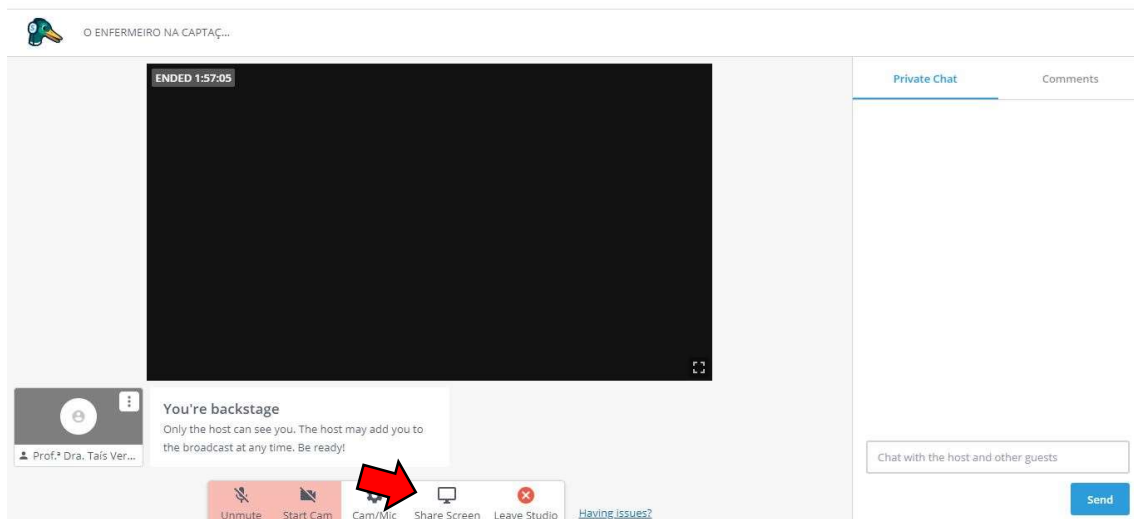 O ENFERMEIRO NA CAPTAÇ...
ENDED 1:57:05
Private Chat
Comments
You're backstage
Only the host can see you. The host may add you to
the broadcast at any time. Be ready!
Prof.ª Dra. Taís Ver...
Chat with the host and other guests
Send
Unmute
Start Cam
Cam/Mic
Share Screen
Leave Studio
Having issues?